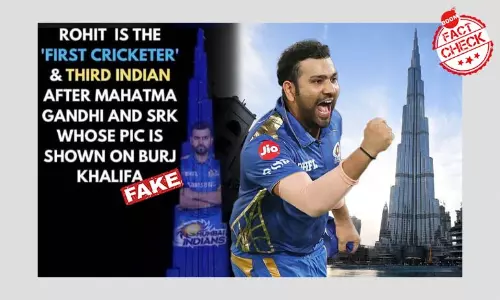 ROHIT IS THE
'FIRST CRICKETER'
& THIRD INDIAN
AFTER MAHATMA
GANDHI AND SRK
WHOSE PIC IS
SHOWN ON BURJ
KHALIFA
FAKE
MUMBAI
INDIANS
Jio
BOOM
FACT
CHECK